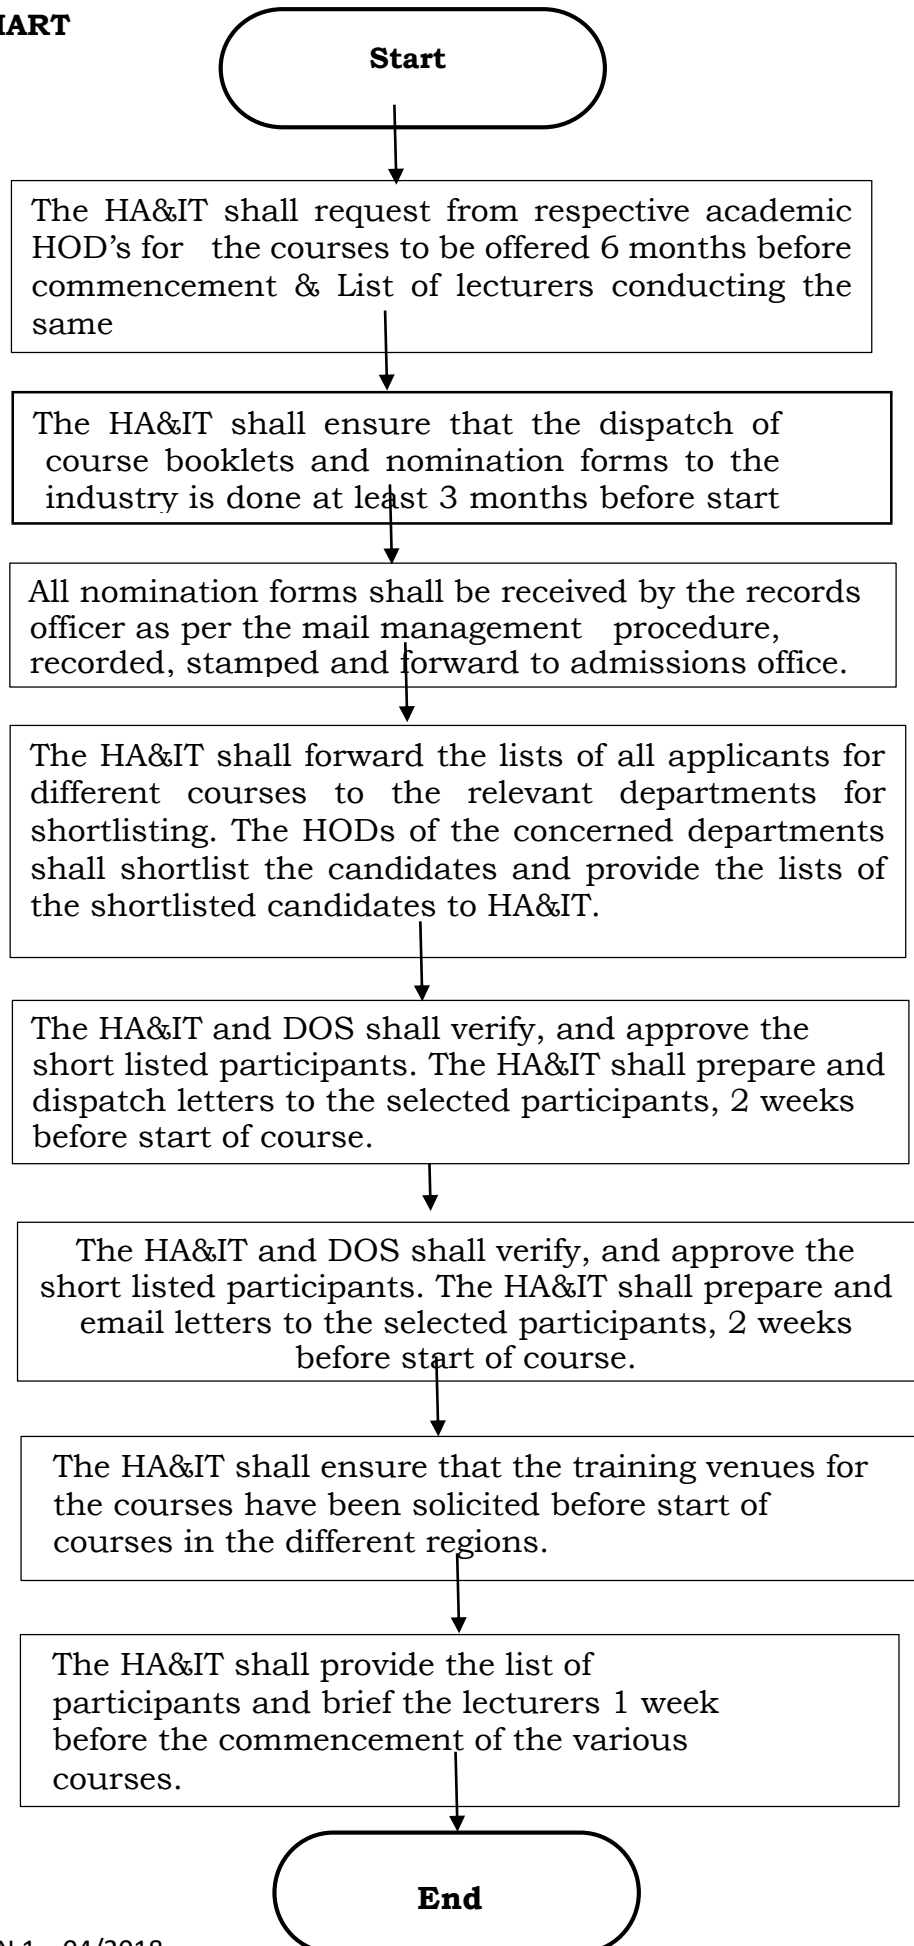 HART
Start
The HA&IT shall request from respective academic
HOD's for the courses to be offered 6 months before
commencement & List of lecturers conducting the
same
The HA&IT shall ensure that the dispatch of
course booklets and nomination forms to the
industry is done at least 3 months before start
All nomination forms shall be received by the records
officer as per the mail management procedure,
recorded, stamped and forward to admissions office.
The HA&IT shall forward the lists of all applicants for
different courses to the relevant departments for
shortlisting. The HODs of the concerned departments
shall shortlist the candidates and provide the lists of
the shortlisted candidates to HA&IT.
The HA&IT and DOS shall verify, and approve the
short listed participants. The HA&IT shall prepare and
dispatch letters to the selected participants, 2 weeks
before start of course.
The HA&IT and DOS shall verify, and approve the
short listed participants. The HA&IT shall prepare and
email letters to the selected participants, 2 weeks
before start of course.
The HA&IT shall ensure that the training venues for
the courses have been solicited before start of
courses in the different regions.
The HA&IT shall provide the list of
participants and brief the lecturers 1 week
before the commencement of the various
courses.
End
N 1 04/2018